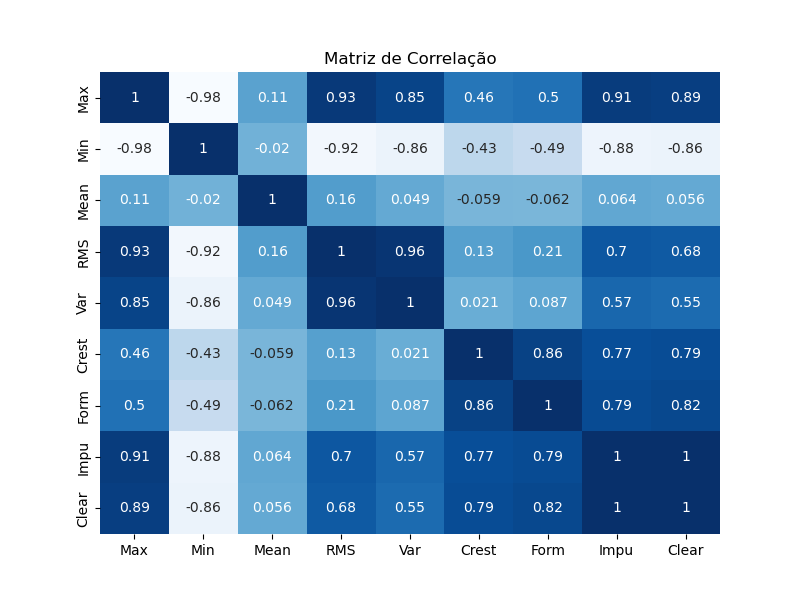 Matriz de Correlação
Max 1 -0.98 0.11 0.93 0.85 0.46 0.5 0.91 0.89
Min -0.98 1 -0.02 -0.92 -0.86 -0.43 -0.49 -0.88 -0.86
Mean 0.11 -0.02 1 0.16 0.049 -0.059 -0.062 0.064 0.056
RMS 0.93 -0.92 0.16 1 0.96 0.13 0.21 0.7 0.68
Var 0.85 -0.86 0.049 0.96 1 0.021 0.087 0.57 0.55
Crest 0.46 -0.43 -0.059 0.13 0.021 1 0.86 0.77 0.79
Form 0.5 -0.49 -0.062 0.21 0.087 0.86 1 0.79 0.82
Impu 0.91 -0.88 0.064 0.7 0.57 0.77 0.79 1 1
Clear 0.89 -0.86 0.056 0.68 0.55 0.79 0.82 1 1
Max Min Mean RMS Var Crest Form Impu Clear